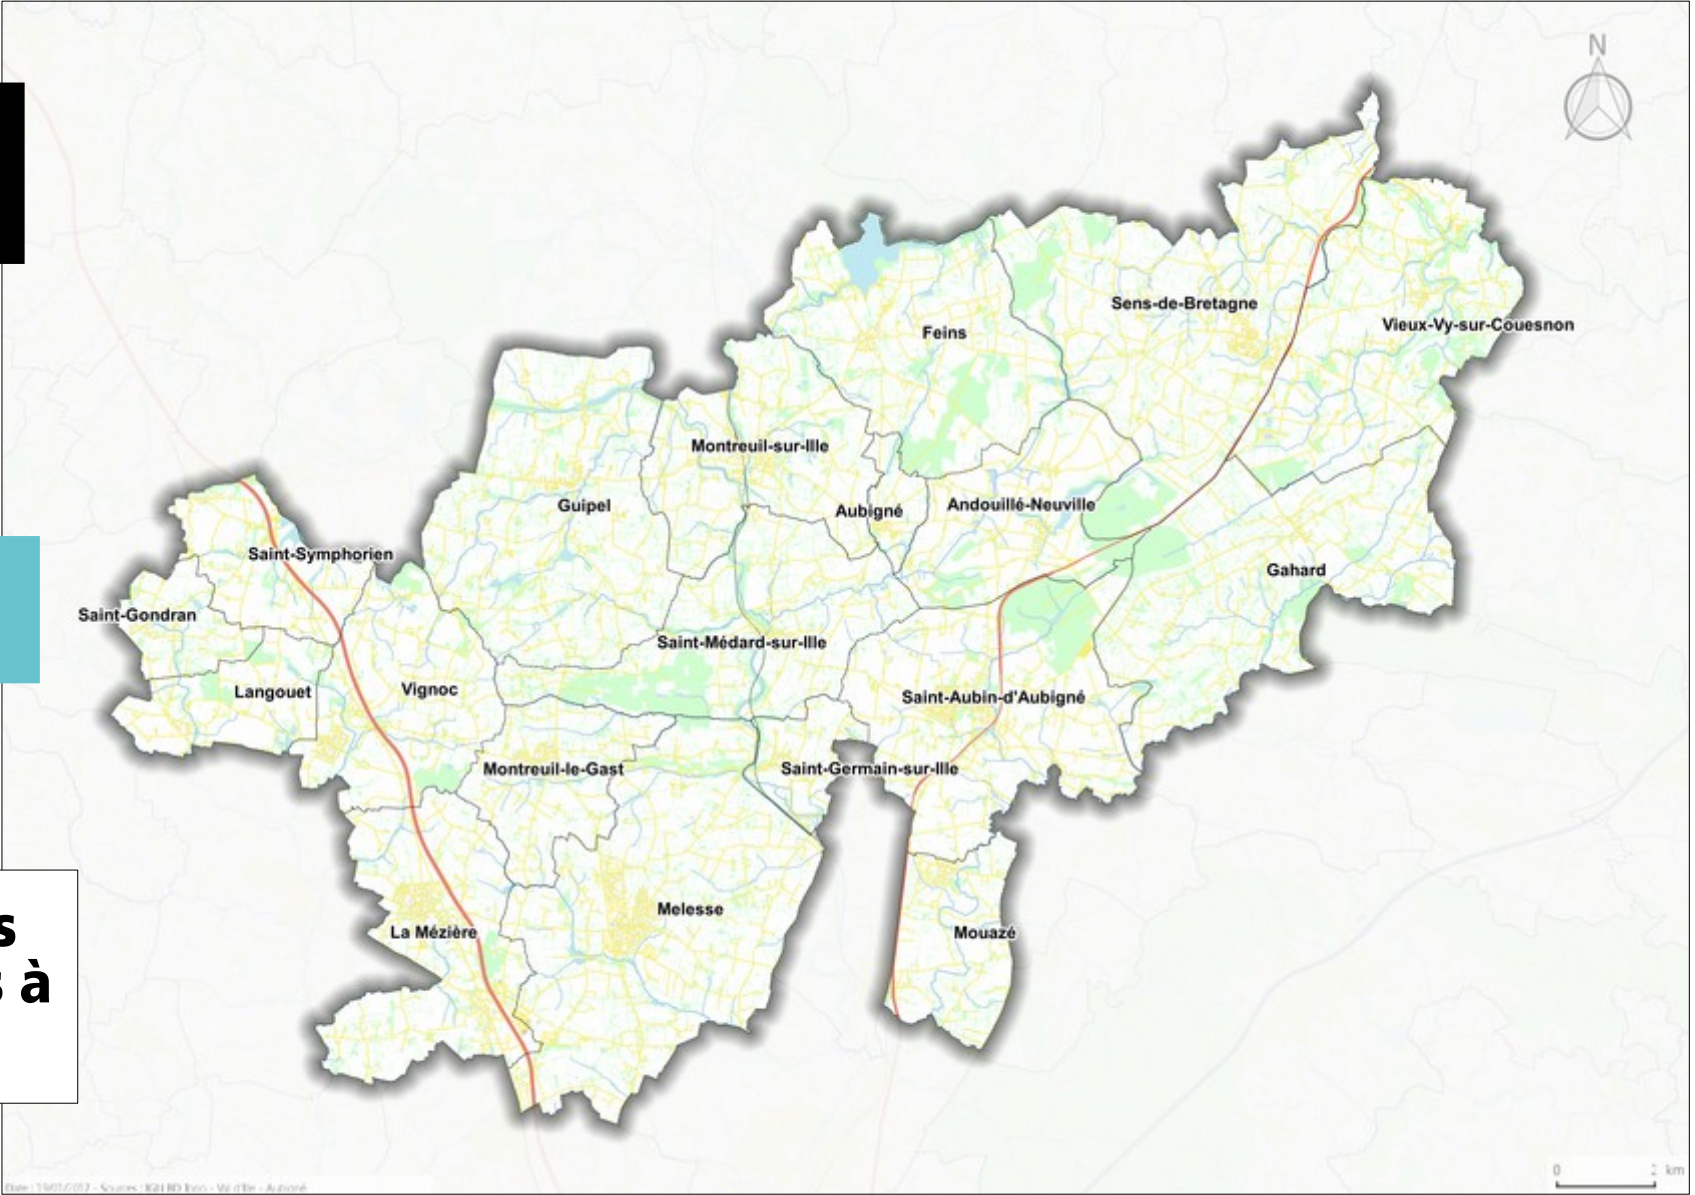 N
Sens-de-Bretagne
Vieux-Vy-sur-Couesnon
Feins
Montreuil-sur-Ille
Guipel
Aubigné
Andouillé-Neuville
Saint-Symphorien
Gahard
Saint-Gondran
Saint-Médard-sur-Ille
Langouet
Vignoc
Saint-Aubin-d'Aubigné
Montreuil-le-Gast
Saint-Germain-sur-Ille
Melesse
La Mézière
Mouazé
s
s à
0 2 km